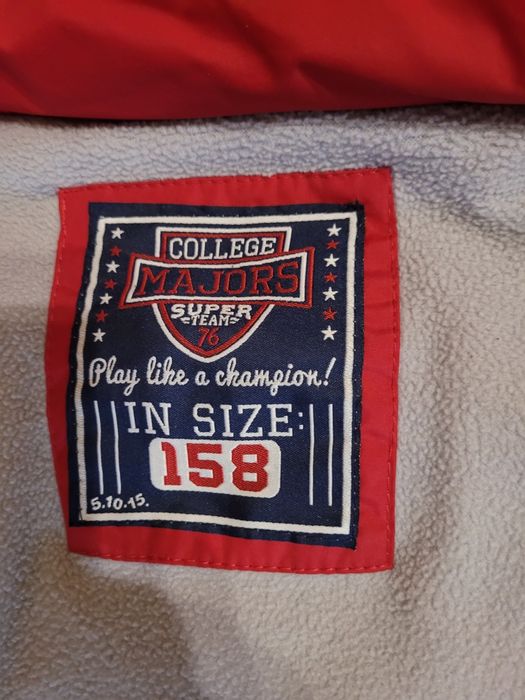 COLLEGE
MAJORS
SUPER
TEAM
76
Play like a champion!
IN SIZE:
158
5.10.15.